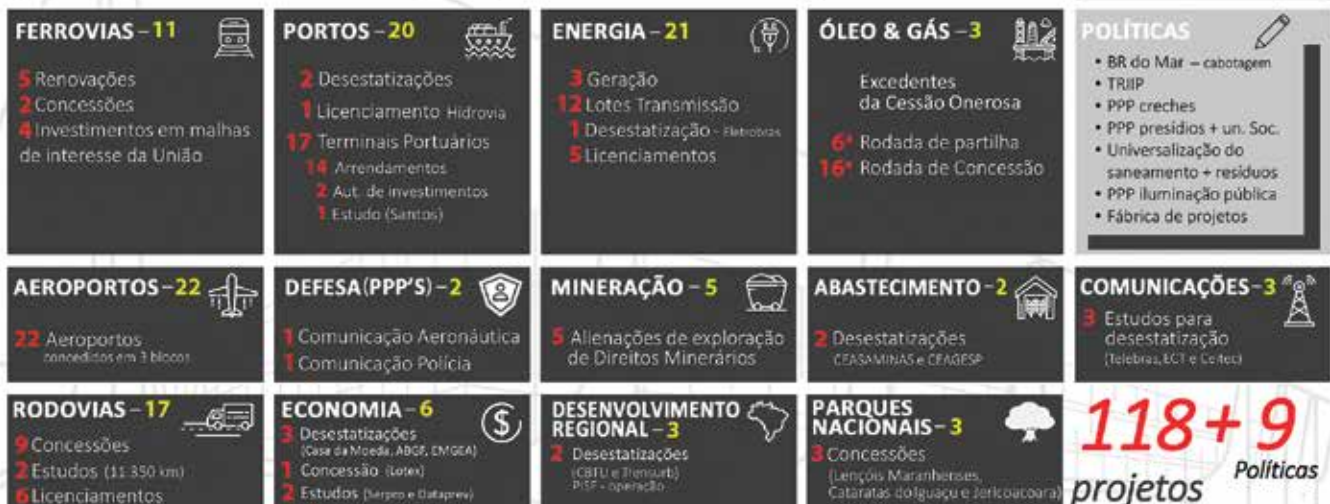 FERROVIAS – 11
5 Renovações
2 Concessões
4 Investimentos em malhas
de interesse da União
PORTOS – 20
2 Desestatizações
1 Licenciamento Hidrovia
17 Terminais Portuários
14 Arrendamentos
2 Aut. de investimentos
1 Estudo (Santos)
ENERGIA – 21
3 Geração
12 Lotes Transmissão
1 Desestatização - Eletrobras
5 Licenciamentos
ÓLEO & GÁS – 3
Excedentes
da Cessão Onerosa
6ª Rodada de partilha
16ª Rodada de Concessão
POLÍTICAS
• BR do Mar – cabotagem
• TRIIP
• PPP creches
• PPP presídios + un. Soc.
• Universalização do
saneamento + resíduos
• PPP iluminação pública
• Fábrica de projetos
AEROPORTOS – 22
22 Aeroportos
concedidos em 3 blocos
DEFESA (PPP'S) – 2
1 Comunicação Aeronáutica
1 Comunicação Polícia
MINERAÇÃO – 5
5 Alienações de exploração
de Direitos Minerários
ABASTECIMENTO – 2
2 Desestatizações
CEASAMINAS e CEAGESP
COMUNICAÇÕES – 3
3 Estudos para
desestatização
(Telebras, ECT e Ceitec)
RODOVIAS – 17
9 Concessões
2 Estudos (11.350 km)
6 Licenciamentos
ECONOMIA – 6
3 Desestatizações
(Casa da Moeda, ABGF, EMGEA)
1 Concessão (Lotex)
2 Estudos (Serpro e Dataprev)
DESENVOLVIMENTO
REGIONAL – 3
2 Desestatizações
(CBTU e Trensurb)
PISF - operação
PARQUES
NACIONAIS – 3
3 Concessões
(Lençóis Maranhenses,
Cataratas do Iguaçu e Jericoacoara)
118 + 9
projetos Políticas